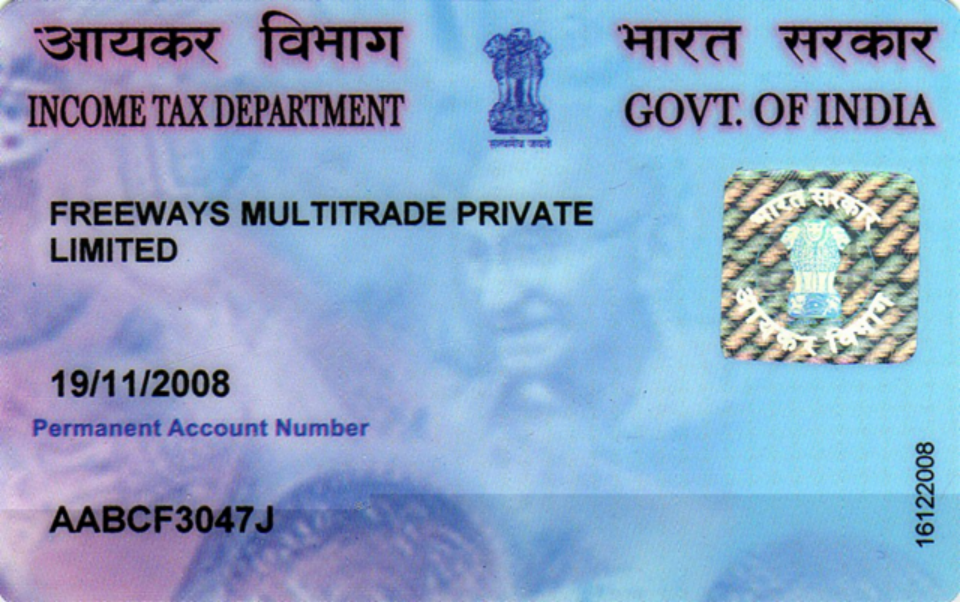 आयकर विभाग
भारत सरकार
INCOME TAX DEPARTMENT
GOVT. OF INDIA
सत्यमेव जयते
FREEWAYS MULTITRADE PRIVATE
LIMITED
भारत सरकार
आयकर विभाग
19/11/2008
Permanent Account Number
AABCF3047J
16122008